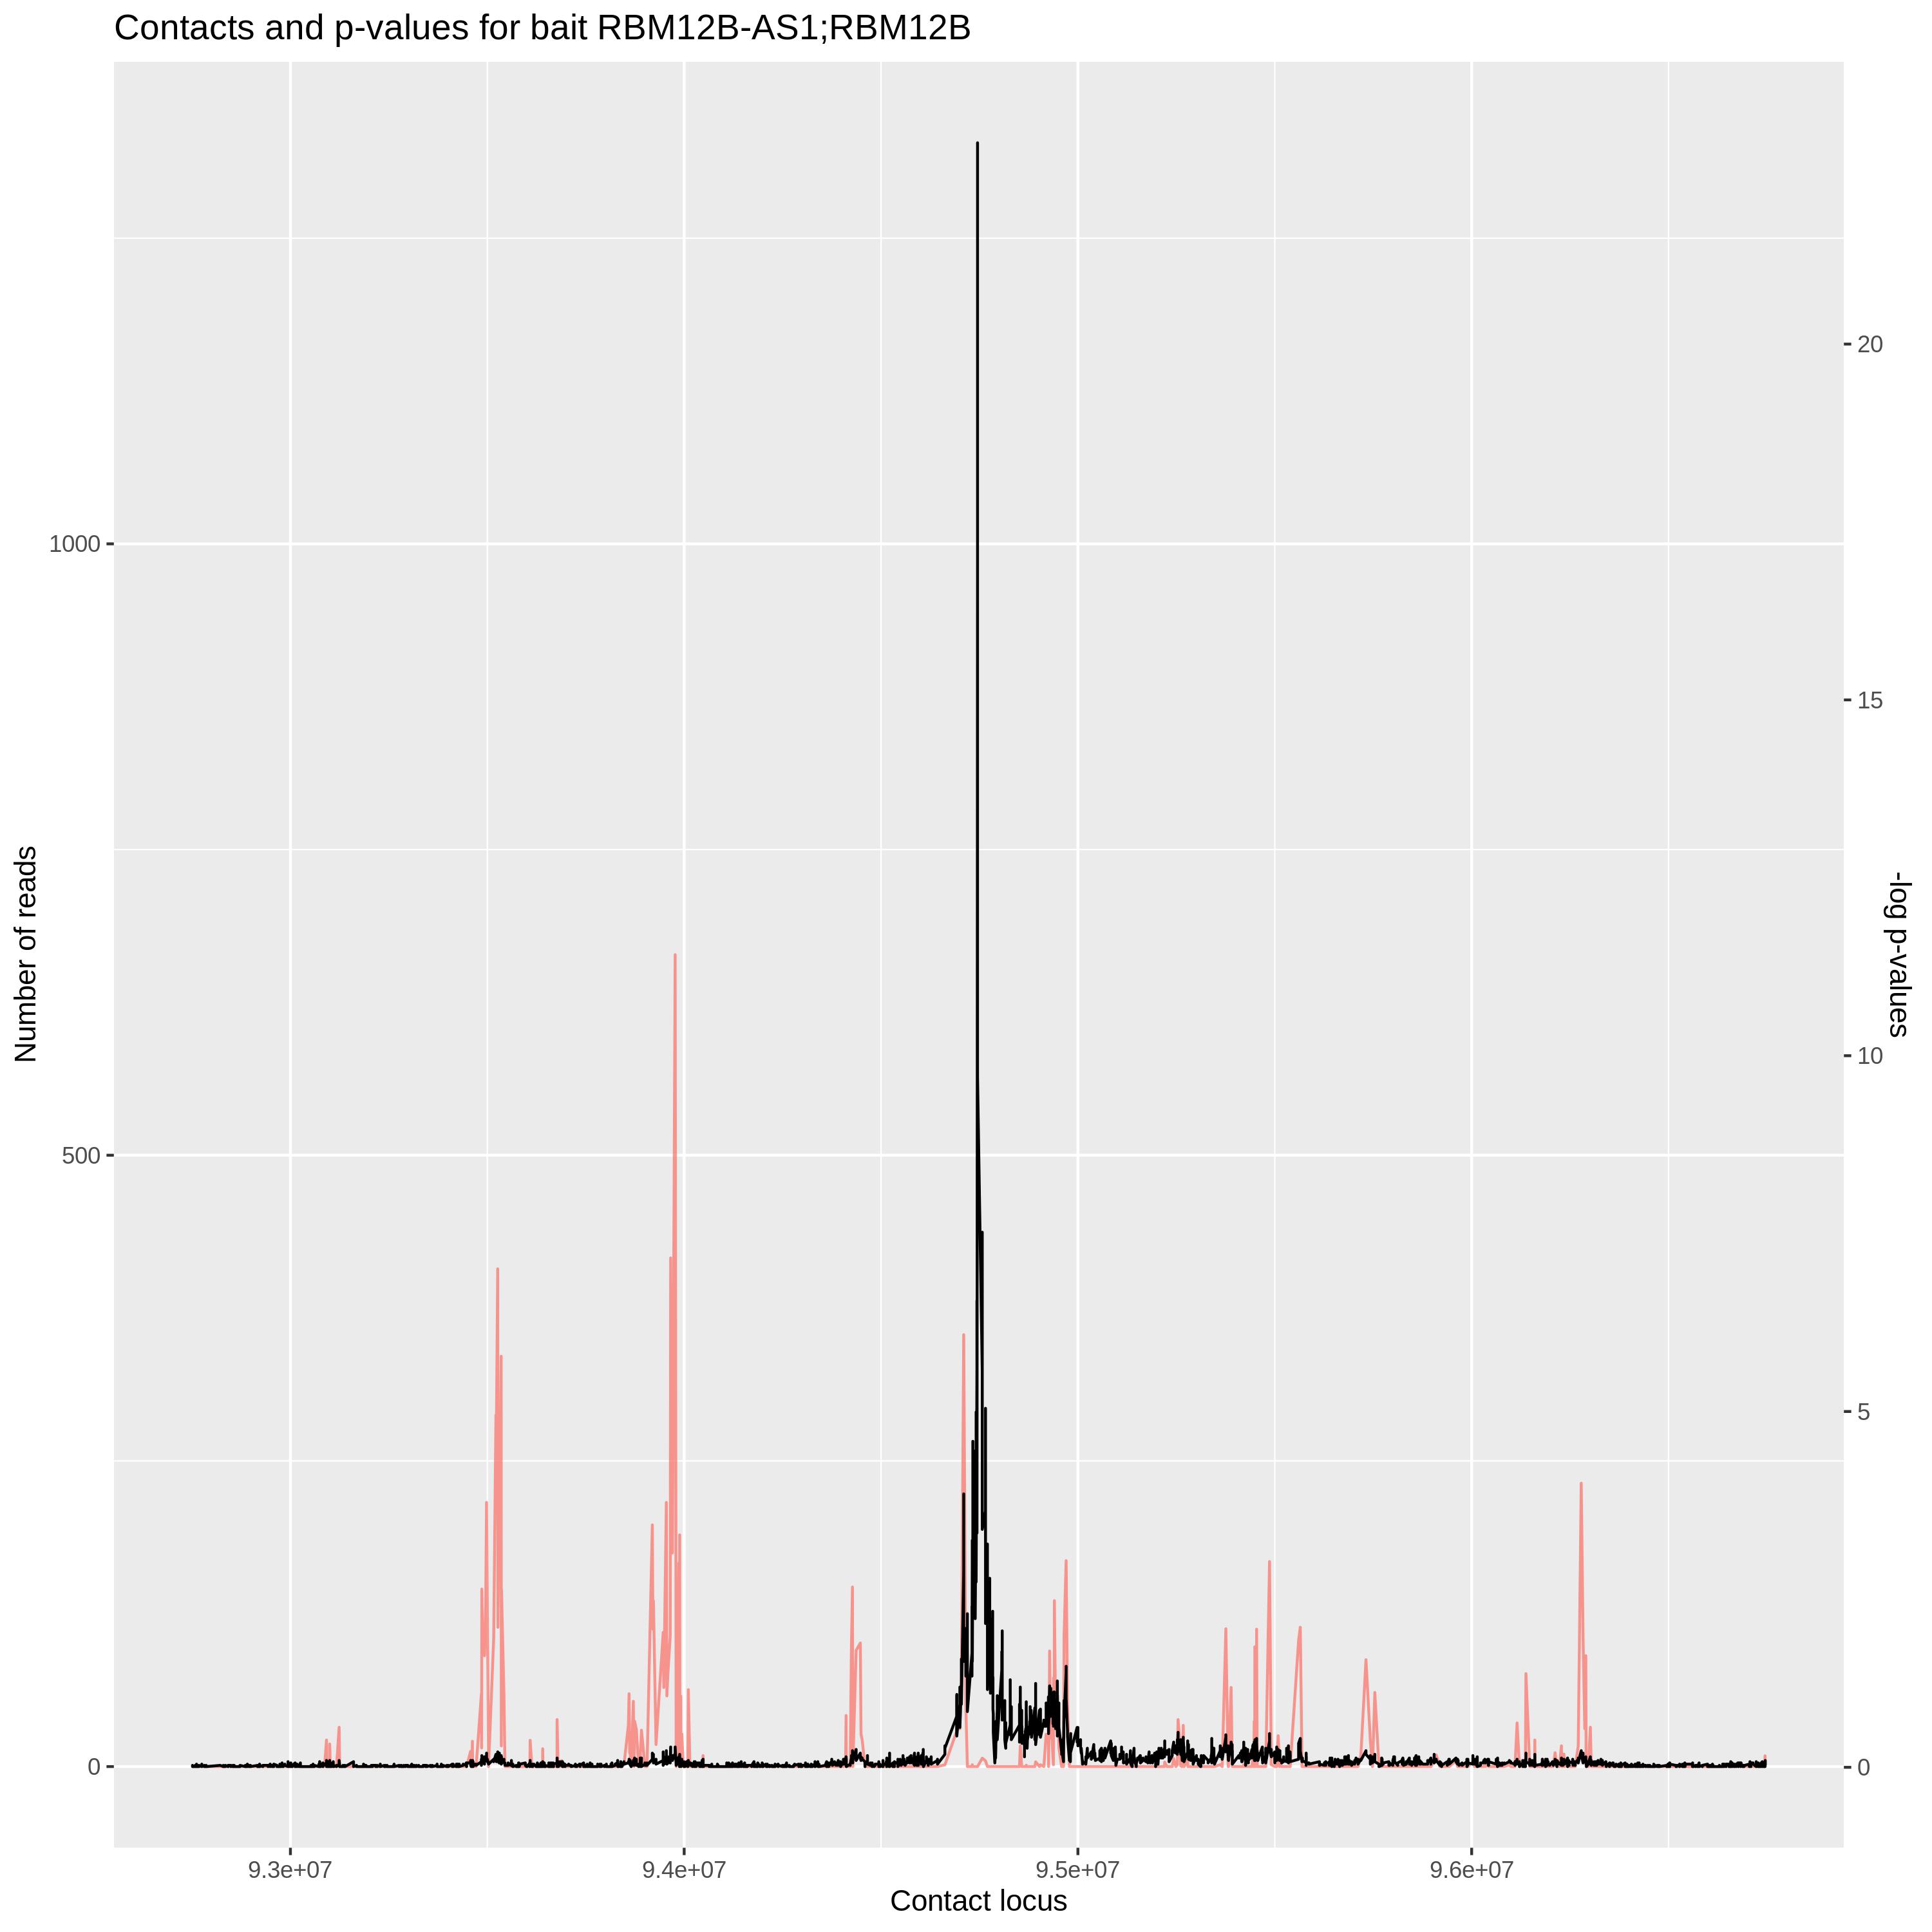 Contacts and p-values for bait RBM12B-AS1;RBM12B
Number of reads
1000
500
0
20
15
10
5
0
-log p-values
9.3e+07 9.4e+07 9.5e+07 9.6e+07
Contact locus